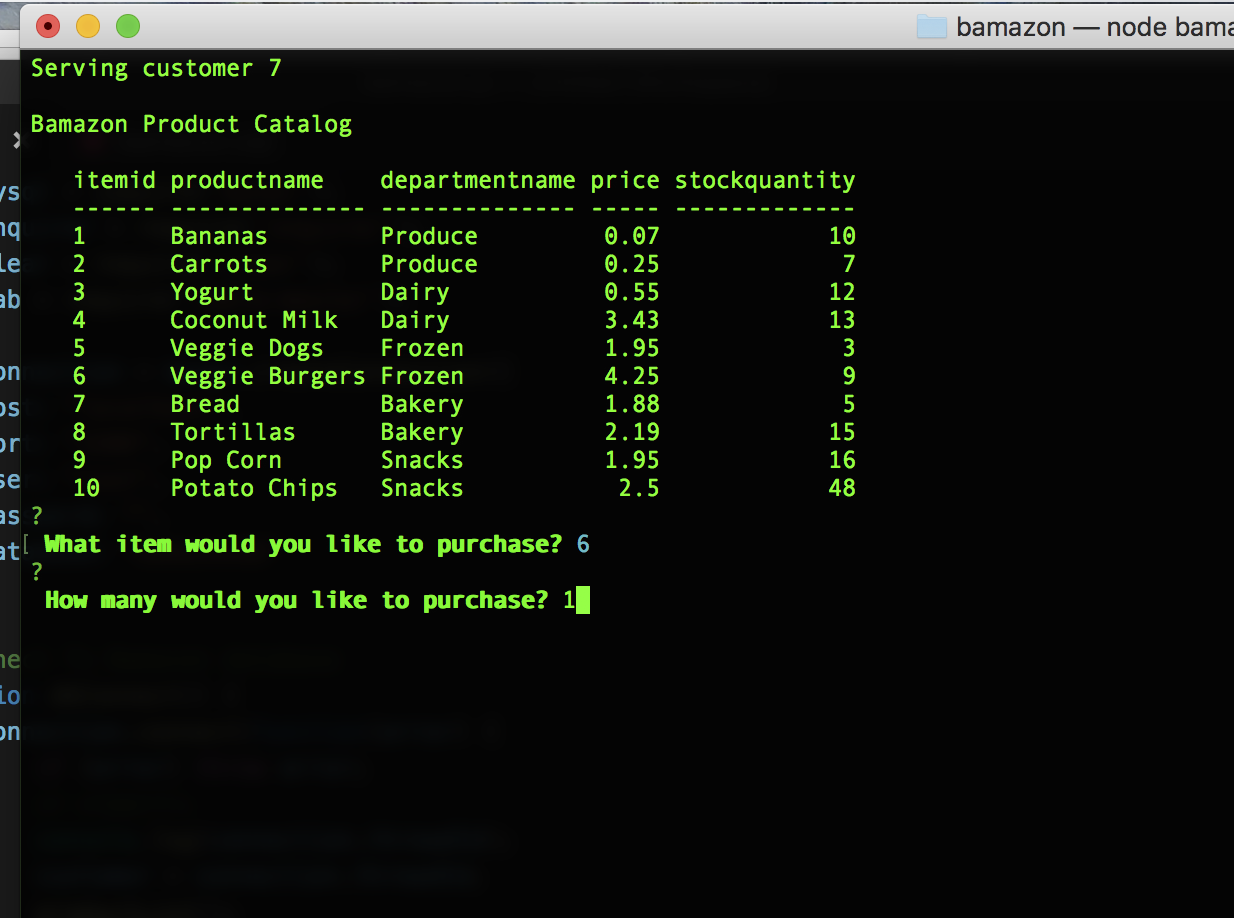 bamazon — node bama
Serving customer 7
Bamazon Product Catalog
itemid productname departmentname price stockquantity
------ -------------- -------------- ----- -------------
1 Bananas Produce 0.07 10
2 Carrots Produce 0.25 7
3 Yogurt Dairy 0.55 12
4 Coconut Milk Dairy 3.43 13
5 Veggie Dogs Frozen 1.95 3
6 Veggie Burgers Frozen 4.25 9
7 Bread Bakery 1.88 5
8 Tortillas Bakery 2.19 15
9 Pop Corn Snacks 1.95 16
10 Potato Chips Snacks 2.5 48
?
[ What item would you like to purchase? 6
?
How many would you like to purchase? 1